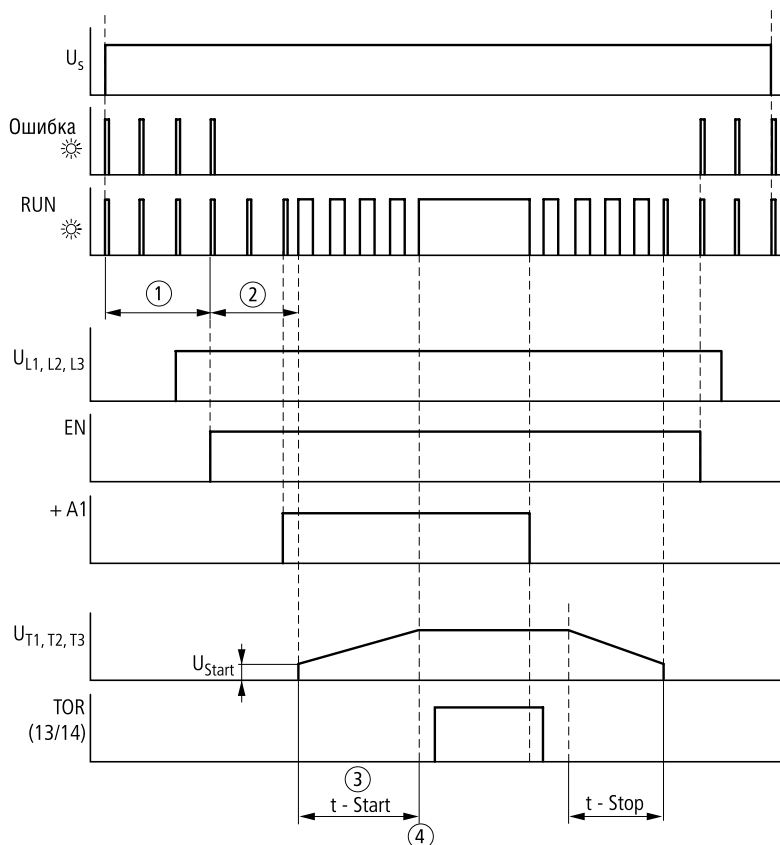 Us
Ошибка
RUN
1
2
UL1, L2, L3
EN
+ A1
UT1, T2, T3
UStart
TOR
(13/14)
3
t - Start
t - Stop
4